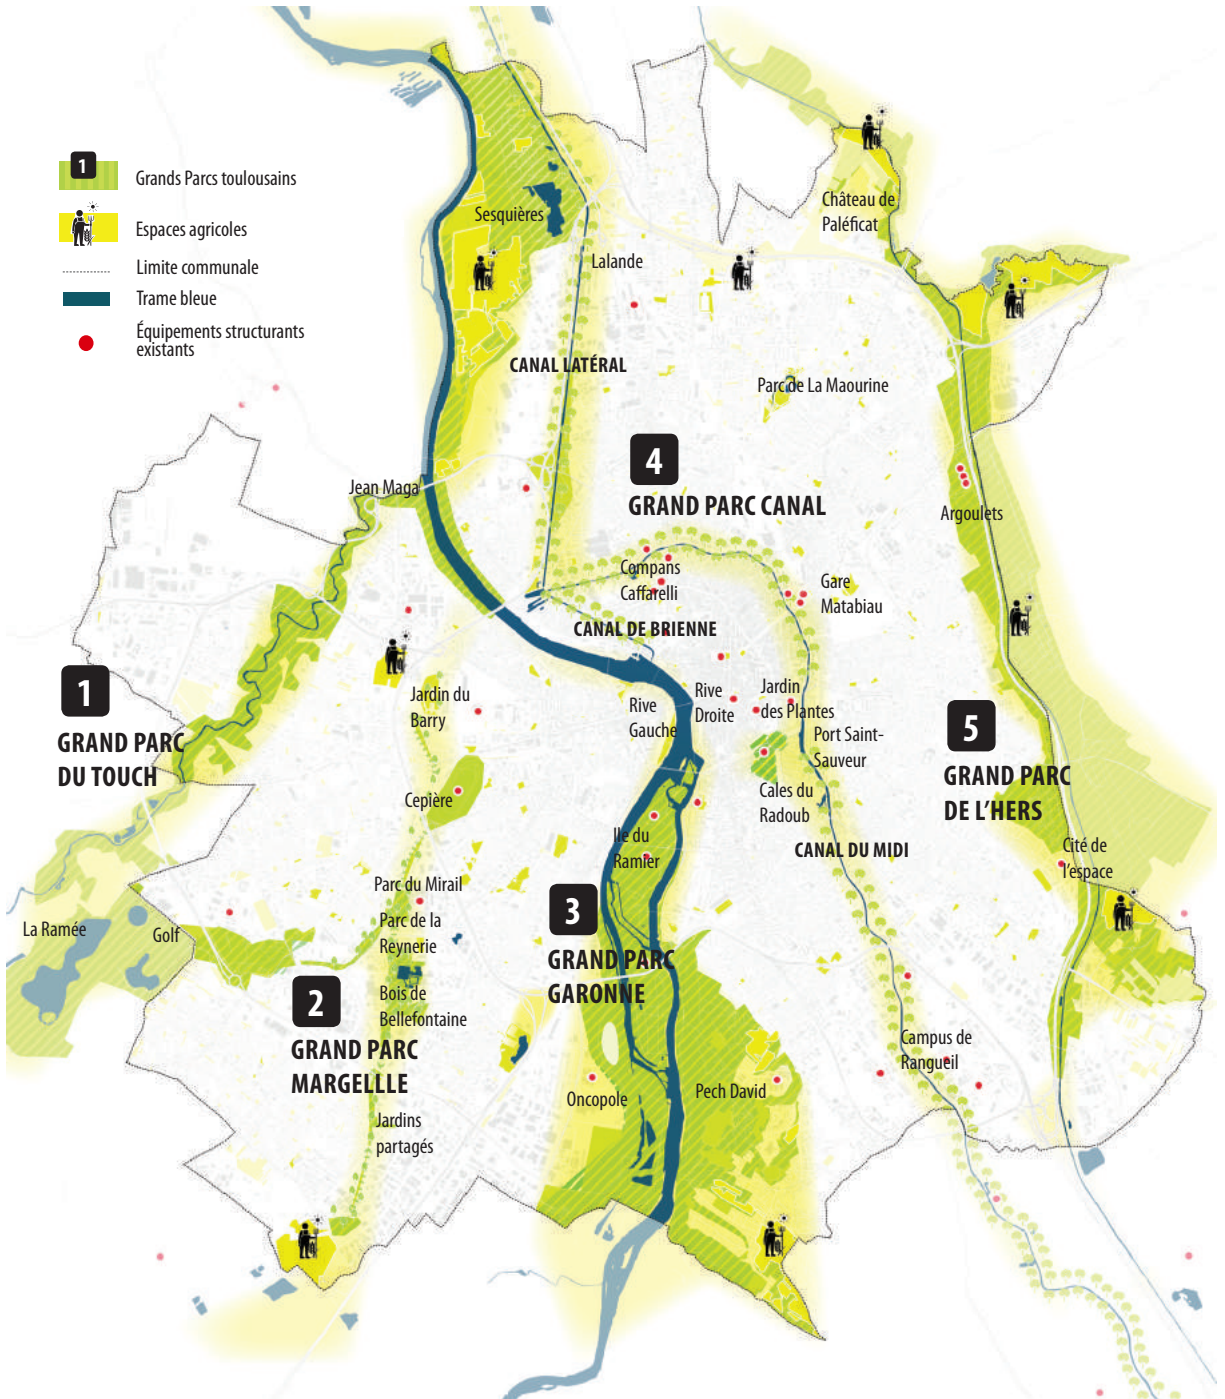 1
Grands Parcs toulousains
Espaces agricoles
Limite communale
Trame bleue
Équipements structurants
existants
Château de
Paléficat
Sesquières
Lalande
CANAL LATÉRAL
Parc de La Maourine
4
GRAND PARC CANAL
Jean Maga
Argoulets
Compans
Caffarelli
Gare
Matabiau
CANAL DE BRIENNE
1
GRAND PARC
DU TOUCH
Jardin du
Barry
Rive
Gauche
Rive
Droite
Jardin
des Plantes
Port Saint-
Sauveur
5
GRAND PARC
DE L'HERS
Cepière
Cales du
Radoub
Ile du
Ramier
CANAL DU MIDI
Cité de
l'espace
Parc du Mirail
Parc de la
Reynerie
La Ramée
Golf
3
GRAND PARC
GARONNE
2
GRAND PARC
MARGELLLE
Bois de
Bellefontaine
Campus de
Rangueil
Oncopole
Pech David
Jardins
partagés